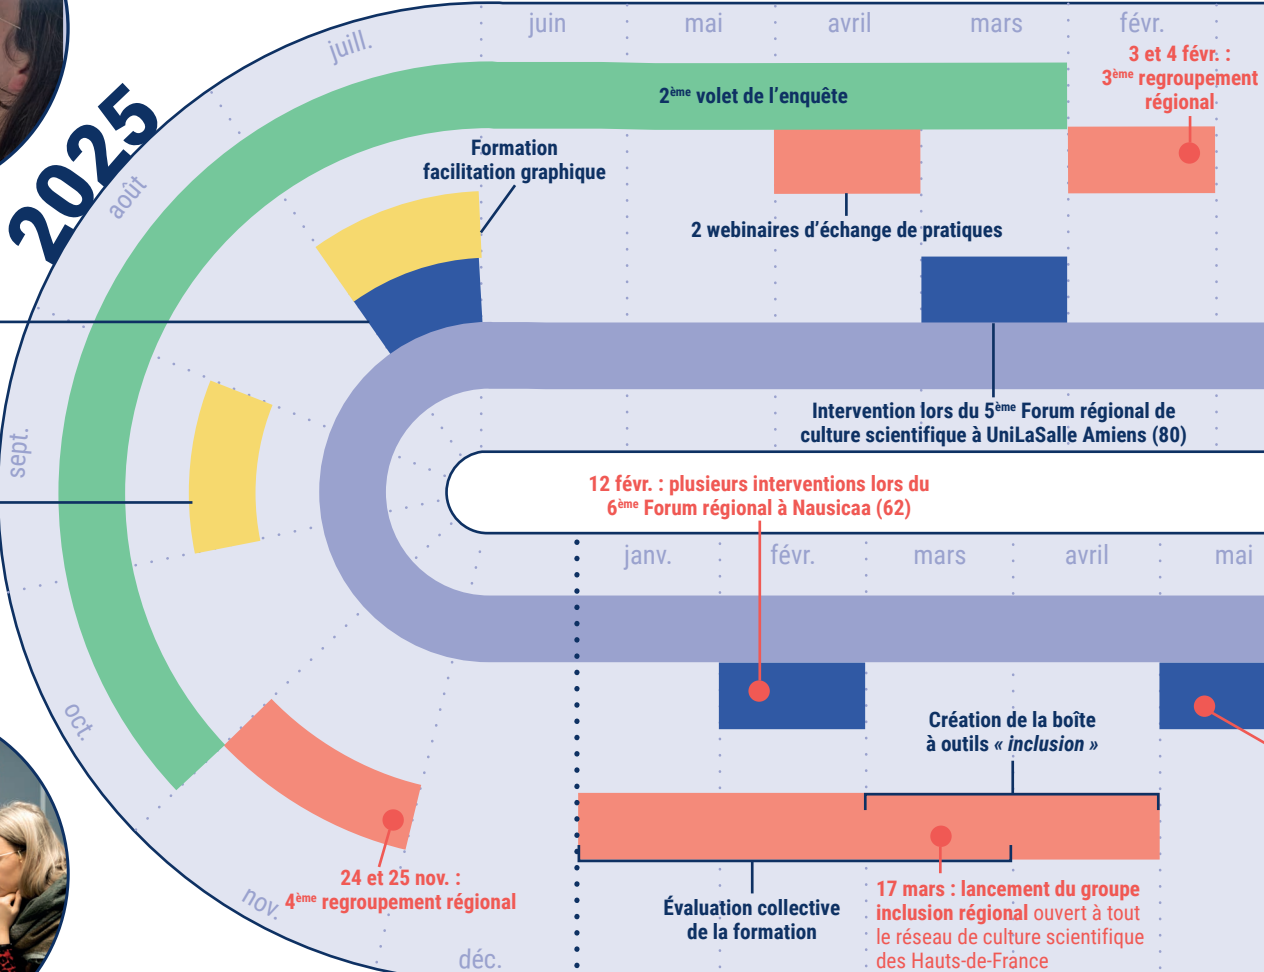 juin
mai
avril
mars
févr.
juill.
3 et 4 févr. :
3ème regroupement
régional
2ème volet de l’enquête
2025
août
Formation
facilitation graphique
2 webinaires d’échange de pratiques
Intervention lors du 5ème Forum régional de
culture scientifique à UniLaSalle Amiens (80)
sept.
12 févr. : plusieurs interventions lors du
6ème Forum régional à Nausicaa (62)
janv.
févr.
mars
avril
mai
oct.
Création de la boîte
à outils « inclusion »
24 et 25 nov. :
4ème regroupement régional
nov.
Évaluation collective
de la formation
17 mars : lancement du groupe
inclusion régional ouvert à tout
le réseau de culture scientifique
des Hauts-de-France
déc.